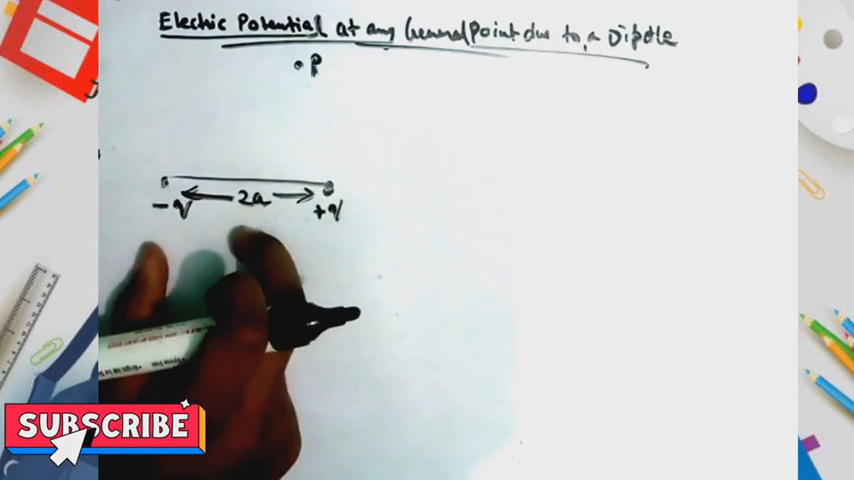 Electric Potential at any General Point due to a Dipole
P
2a
-q +q
SUBSCRIBE